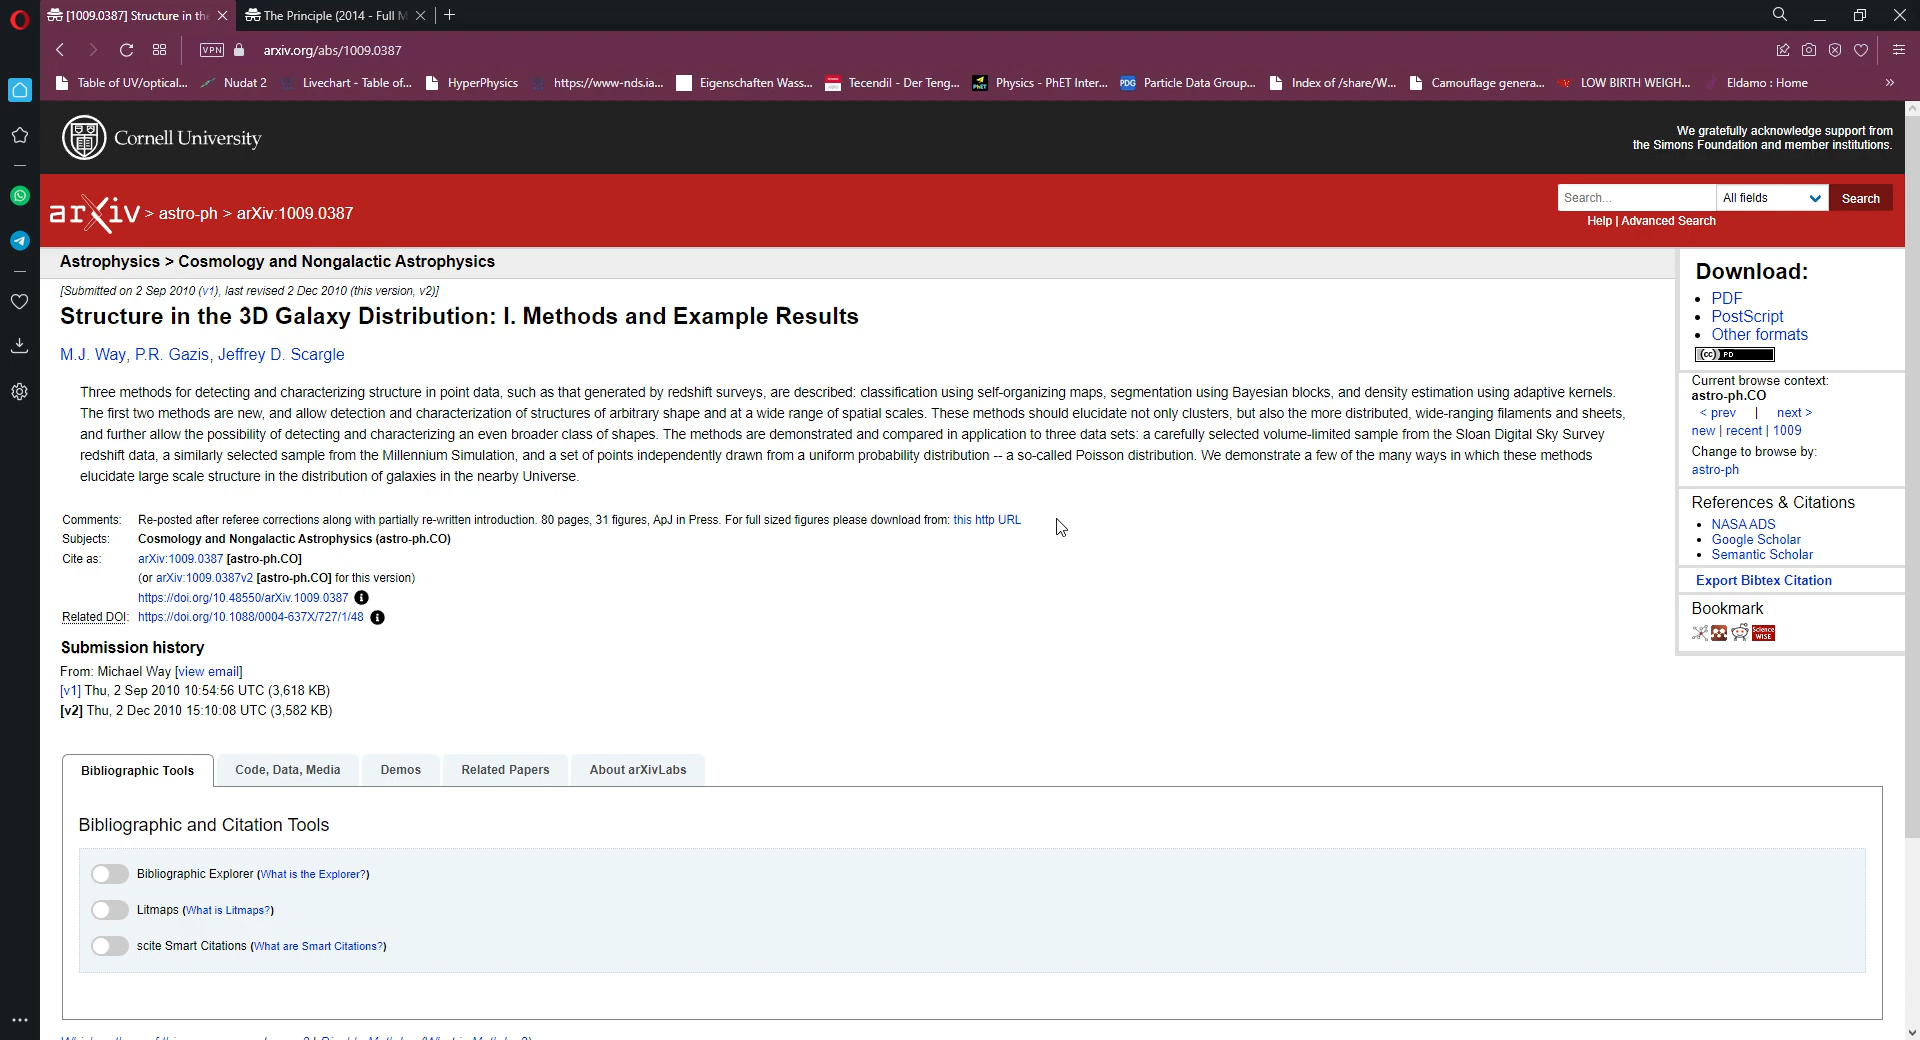 [1009.0387] Structure in the
The Principle (2014 - Full M
VPN
arxiv.org/abs/1009.0387
Table of UV/optical...
Nudat 2
Livechart - Table of...
HyperPhysics
https://www-nds.ia...
Eigenschaften Wass...
Tecendil - Der Teng...
Physics - PhET Inter...
PDG
Particle Data Group...
Index of /share/W...
Camouflage genera...
LOW BIRTH WEIGH...
Eldamo : Home
Cornell University
We gratefully acknowledge support from
the Simons Foundation and member institutions.
arXiv > astro-ph > arXiv:1009.0387
Search...
All fields
Search
Help | Advanced Search
Astrophysics > Cosmology and Nongalactic Astrophysics
[Submitted on 2 Sep 2010 (v1), last revised 2 Dec 2010 (this version, v2)]
Structure in the 3D Galaxy Distribution: I. Methods and Example Results
M.J. Way, P.R. Gazis, Jeffrey D. Scargle
Three methods for detecting and characterizing structure in point data, such as that generated by redshift surveys, are described: classification using self-organizing maps, segmentation using Bayesian blocks, and density estimation using adaptive kernels.
The first two methods are new, and allow detection and characterization of structures of arbitrary shape and at a wide range of spatial scales. These methods should elucidate not only clusters, but also the more distributed, wide-ranging filaments and sheets,
and further allow the possibility of detecting and characterizing an even broader class of shapes. The methods are demonstrated and compared in application to three data sets: a carefully selected volume-limited sample from the Sloan Digital Sky Survey
redshift data, a similarly selected sample from the Millennium Simulation, and a set of points independently drawn from a uniform probability distribution -- a so-called Poisson distribution. We demonstrate a few of the many ways in which these methods
elucidate large scale structure in the distribution of galaxies in the nearby Universe.
Comments: Re-posted after referee corrections along with partially re-written introduction. 80 pages, 31 figures, ApJ in Press. For full sized figures please download from: this http URL
Subjects: Cosmology and Nongalactic Astrophysics (astro-ph.CO)
Cite as: arXiv:1009.0387 [astro-ph.CO]
(or arXiv:1009.0387v2 [astro-ph.CO] for this version)
https://doi.org/10.48550/arXiv.1009.0387
Related DOI: https://doi.org/10.1088/0004-637X/727/1/48
Submission history
From: Michael Way [view email]
[v1] Thu, 2 Sep 2010 10:54:56 UTC (3,618 KB)
[v2] Thu, 2 Dec 2010 15:10:08 UTC (3,582 KB)
Download:
PDF
PostScript
Other formats
(cc) PD
Current browse context:
astro-ph.CO
< prev | next >
new | recent | 1009
Change to browse by:
astro-ph
References & Citations
NASA ADS
Google Scholar
Semantic Scholar
Export Bibtex Citation
Bookmark
Science
WISE
Bibliographic Tools
Code, Data, Media
Demos
Related Papers
About arXivLabs
Bibliographic and Citation Tools
Bibliographic Explorer (What is the Explorer?)
Litmaps (What is Litmaps?)
scite Smart Citations (What are Smart Citations?)